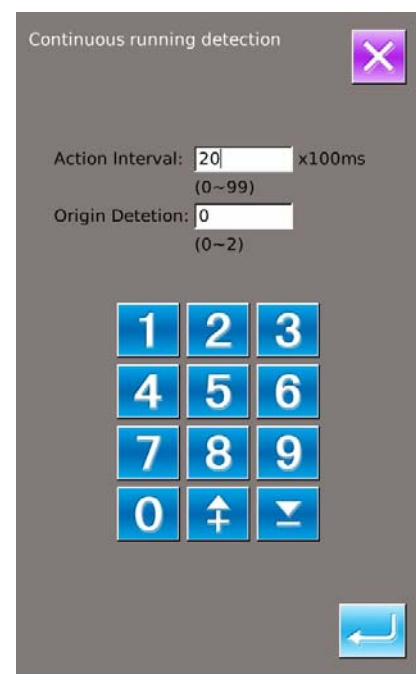 Continuous running detection
Action Interval: 20 x100ms
(0~99)
Origin Detetion: 0
(0~2)
1 2 3
4 5 6
7 8 9
0